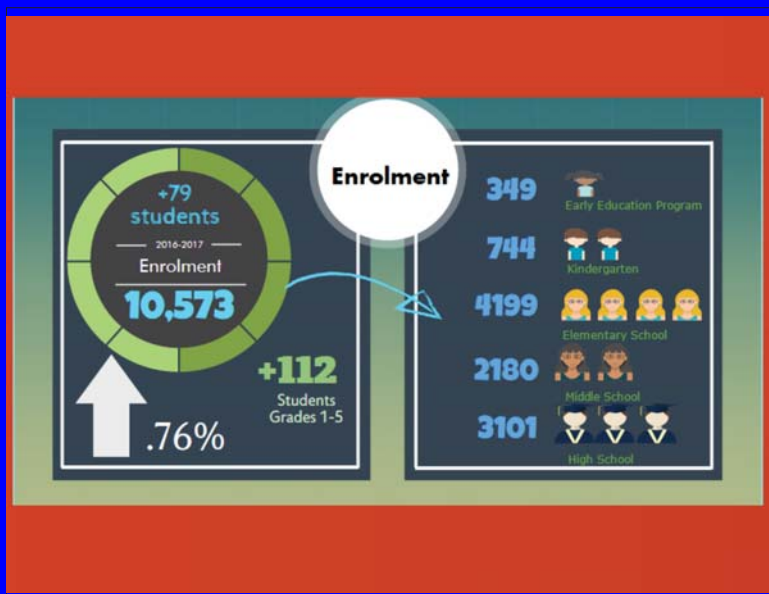 Enrolment
+79
students
2016-2017
Enrolment
10,573
+112
Students
Grades 1-5
.76%
349
Early Education Program
744
Kindergarten
4199
Elementary School
2180
Middle School
3101
High School